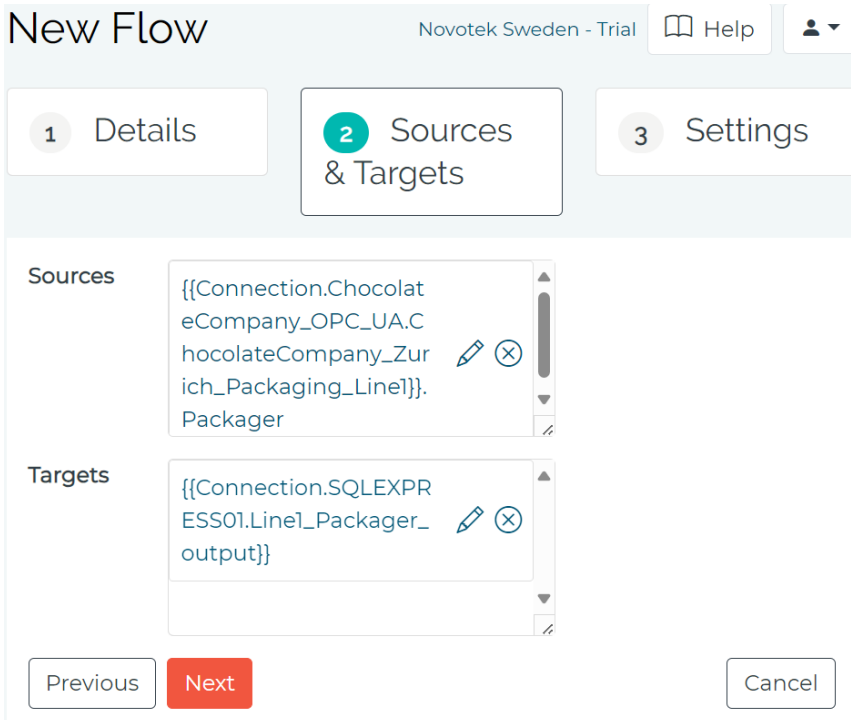 New Flow
Novotek Sweden - Trial
Help
1 Details
2 Sources
& Targets
3 Settings
Sources
{{Connection.Chocolat
eCompany_OPC_UA.C
hocolateCompany_Zur
ich_Packaging_Line1}}.
Packager
Targets
{{Connection.SQLEXPR
ESS01.Line1_Packager_
output}}
Previous
Next
Cancel